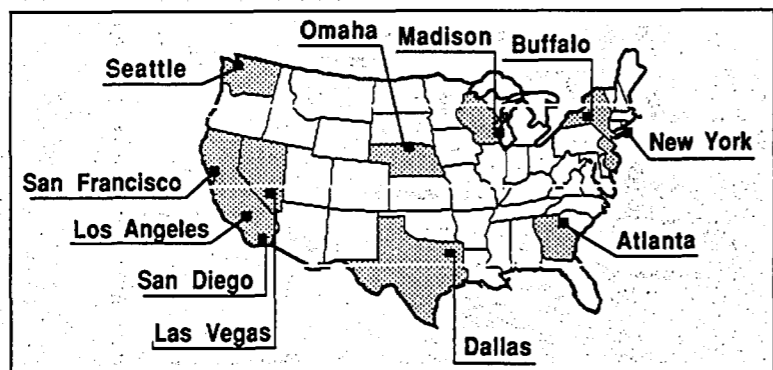 Omaha
Madison
Buffalo
Seattle
New York
San Francisco
Los Angeles
Atlanta
San Diego
Las Vegas
Dallas